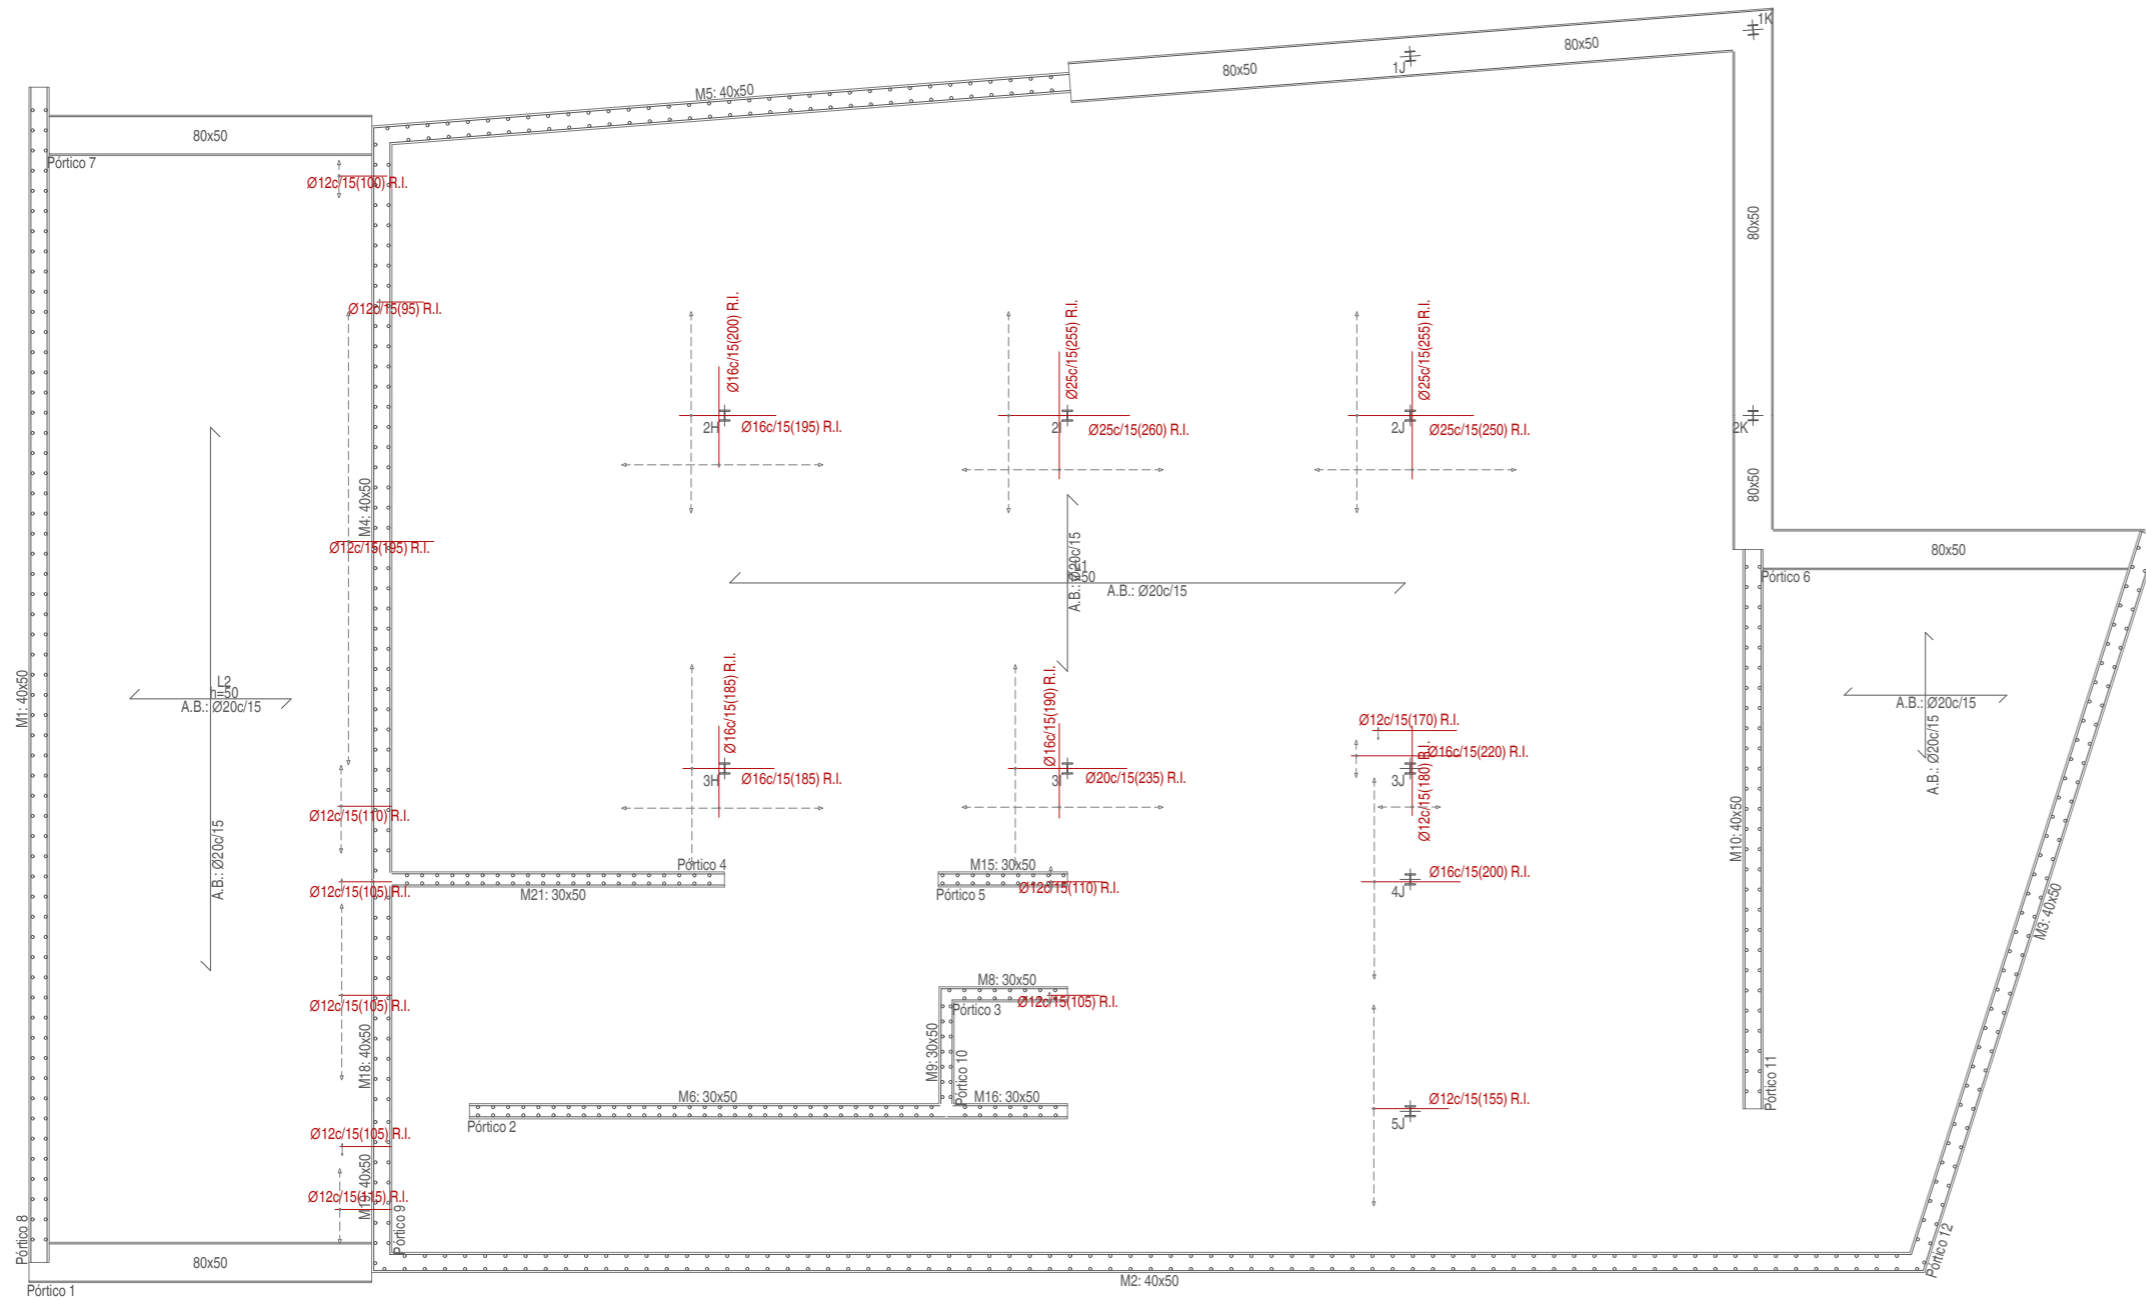 1K
80x50
1J
80x50
M5: 40x50
80x50
Pórtico 7
Ø12c/15(100) R.I.
80x50
Ø12c/15(95) R.I.
Ø16c/15(200) R.I.
Ø25c/15(255) R.I.
Ø25c/15(255) R.I.
2H
Ø16c/15(195) R.I.
2I
Ø25c/15(260) R.I.
2J
Ø25c/15(250) R.I.
2K
80x50
M4: 40x50
Ø12c/15(195) R.I.
A.B.: Ø20c/15
L1
h=50
A.B.: Ø20c/15
80x50
Pórtico 6
M1: 40x50
L2
h=50
A.B.: Ø20c/15
A.B.: Ø20c/15
Ø16c/15(185) R.I.
Ø16c/15(190) R.I.
Ø12c/15(170) R.I.
Ø16c/15(220) R.I.
Ø12c/15(180) R.I.
3H
Ø16c/15(185) R.I.
3I
Ø20c/15(235) R.I.
3J
A.B.: Ø20c/15
A.B.: Ø20c/15
Ø12c/15(110) R.I.
M10: 40x50
Pórtico 4
M21: 30x50
M15: 30x50
Pórtico 5
Ø12c/15(110) R.I.
Ø16c/15(200) R.I.
4J
Ø12c/15(105) R.I.
M3: 40x50
M8: 30x50
Pórtico 3
Ø12c/15(105) R.I.
Ø12c/15(105) R.I.
M18: 40x50
M9: 30x50
Pórtico 10
M6: 30x50
M16: 30x50
Pórtico 2
Ø12c/15(155) R.I.
5J
Pórtico 11
Ø12c/15(105) R.I.
M19: 40x50
Ø12c/15(115) R.I.
Pórtico 9
Pórtico 8
80x50
Pórtico 1
M2: 40x50
Pórtico 12